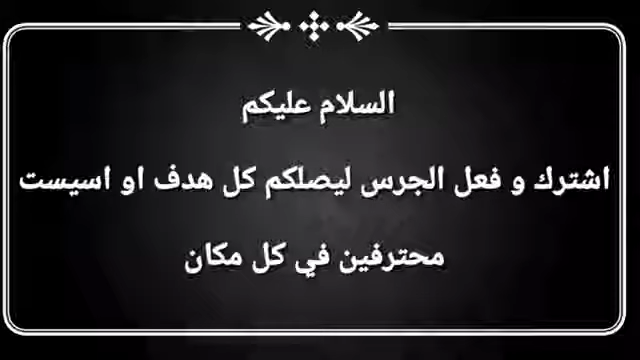 السلام عليكم
اشترك و فعل الجرس ليصلكم كل هدف او اسيست
محترفين في كل مكان